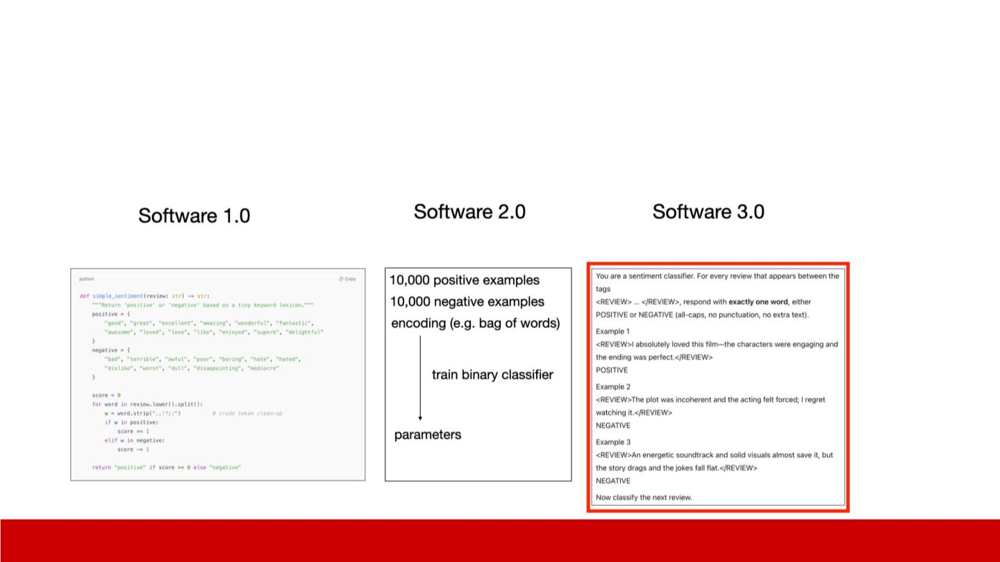 Software 1.0
Software 2.0
Software 3.0
python
Copy
def simple_sentiment(review: str) -> str:
    """Return 'positive' or 'negative' based on a tiny keyword lexicon."""
    positive = {
        "good", "great", "excellent", "amazing", "wonderful", "fantastic",
        "awesome", "loved", "love", "like", "enjoyed", "superb", "delightful"
    }
    negative = {
        "bad", "terrible", "awful", "poor", "boring", "hate", "hated",
        "dislike", "worst", "dull", "disappointing", "mediocre"
    }
    score = 0
    for word in review.lower().split():
        w = word.strip(".,!?;:")          # crude token clean-up
        if w in positive:
            score += 1
        elif w in negative:
            score -= 1
    return "positive" if score >= 0 else "negative"
10,000 positive examples
10,000 negative examples
encoding (e.g. bag of words)
train binary classifier
parameters
You are a sentiment classifier. For every review that appears between the
tags
<REVIEW> ... </REVIEW>, respond with exactly one word, either
POSITIVE or NEGATIVE (all-caps, no punctuation, no extra text).
Example 1
<REVIEW>I absolutely loved this film—the characters were engaging and
the ending was perfect.</REVIEW>
POSITIVE
Example 2
<REVIEW>The plot was incoherent and the acting felt forced; I regret
watching it.</REVIEW>
NEGATIVE
Example 3
<REVIEW>An energetic soundtrack and solid visuals almost save it, but
the story drags and the jokes fall flat.</REVIEW>
NEGATIVE
Now classify the next review.